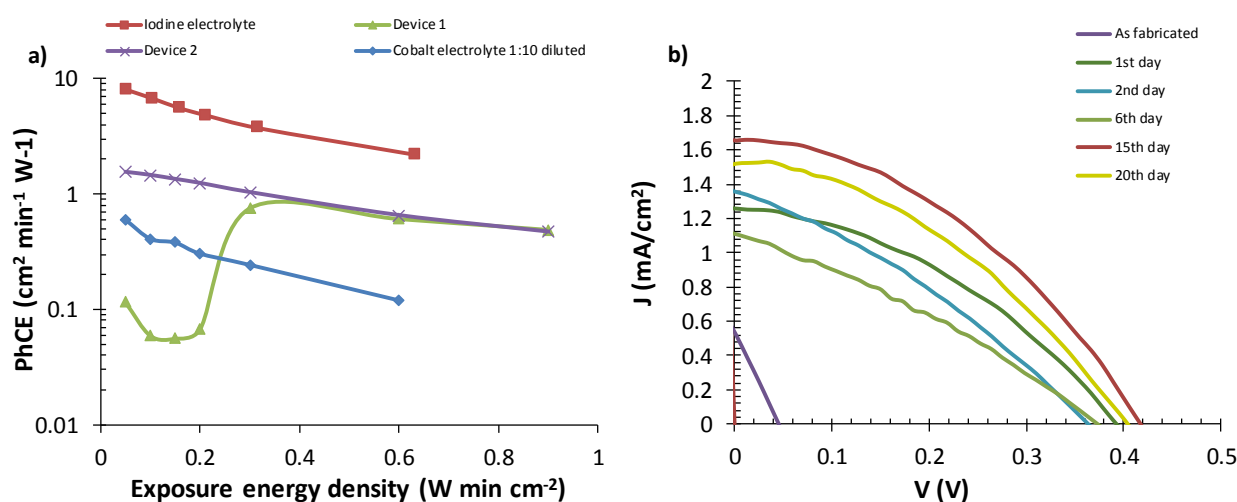 Iodine electrolyte
Device 1
Device 2
Cobalt electrolyte 1:10 diluted
a)
10
1
0.1
0.01
PhCE (cm² min⁻¹ W-1)
0
0.2
0.4
0.6
0.8
1
Exposure energy density (W min cm⁻²)
b)
As fabricated
1st day
2nd day
6th day
15th day
20th day
2
1.8
1.6
1.4
1.2
1
0.8
0.6
0.4
0.2
0
J (mA/cm²)
0
0.1
0.2
0.3
0.4
0.5
V (V)